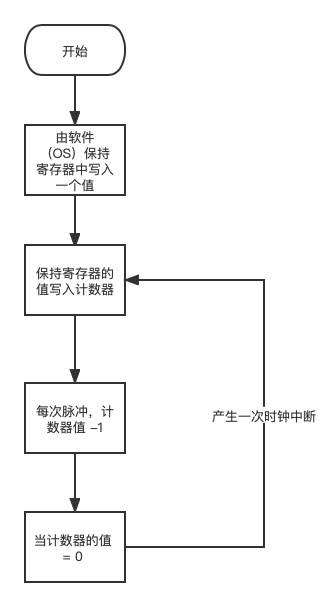 开始
由软件
（OS）保持
寄存器中写入
一个值
保持寄存器的
值写入计数器
每次脉冲，计
数器值 –1
产生一次时钟中断
当计数器的值
= 0